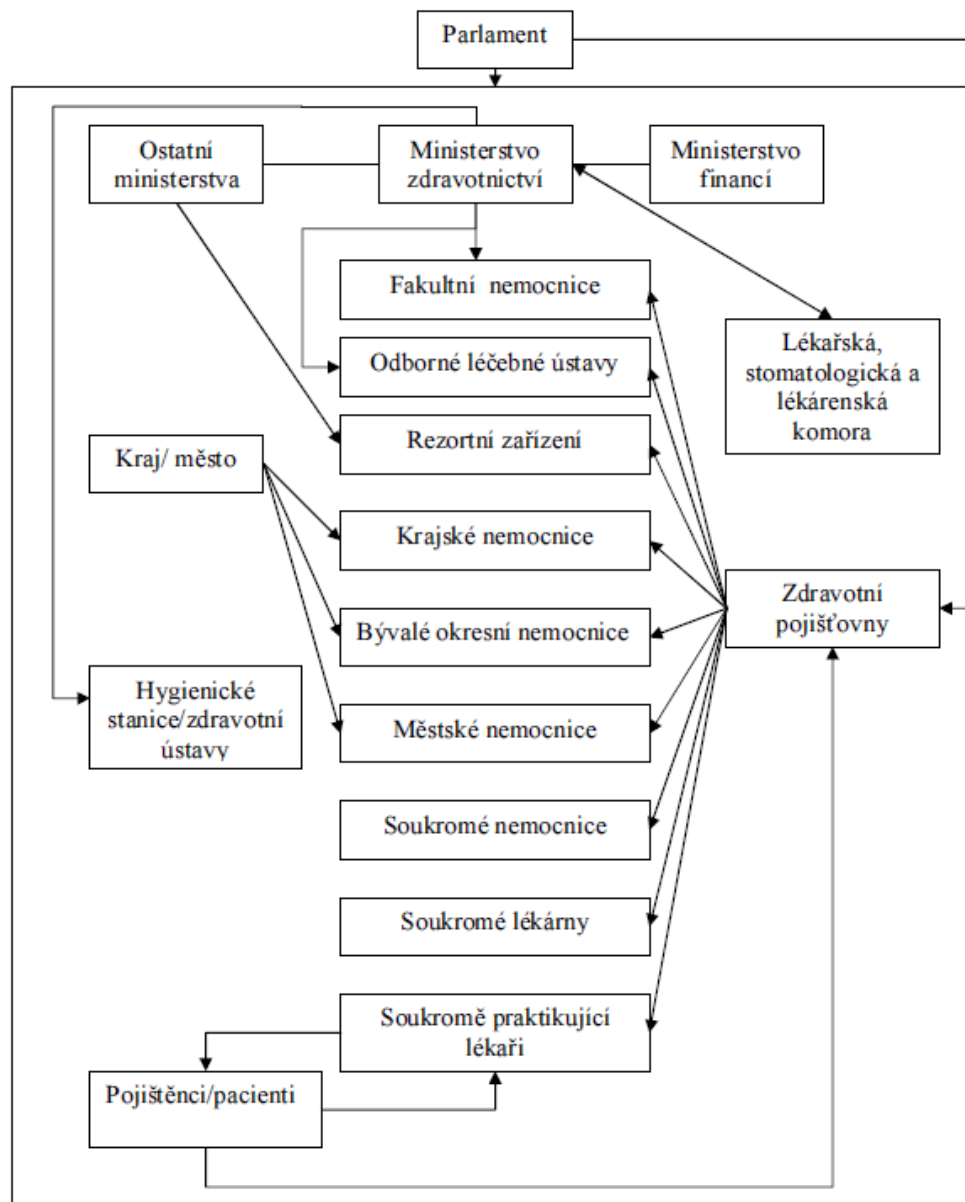 Parlament
Ostatní
ministerstva
Ministerstvo
zdravotnictví
Ministerstvo
financí
Fakultní nemocnice
Odborné léčebné ústavy
Lékařská,
stomatologická a
lékárenská
komora
Rezortní zařízení
Kraj/ město
Krajské nemocnice
Zdravotní
pojišťovny
Bývalé okresní nemocnice
Hygienické
stanice/zdravotní
ústavy
Městské nemocnice
Soukromé nemocnice
Soukromé lékárny
Soukromě praktikující
lékaři
Pojištěnci/pacienti